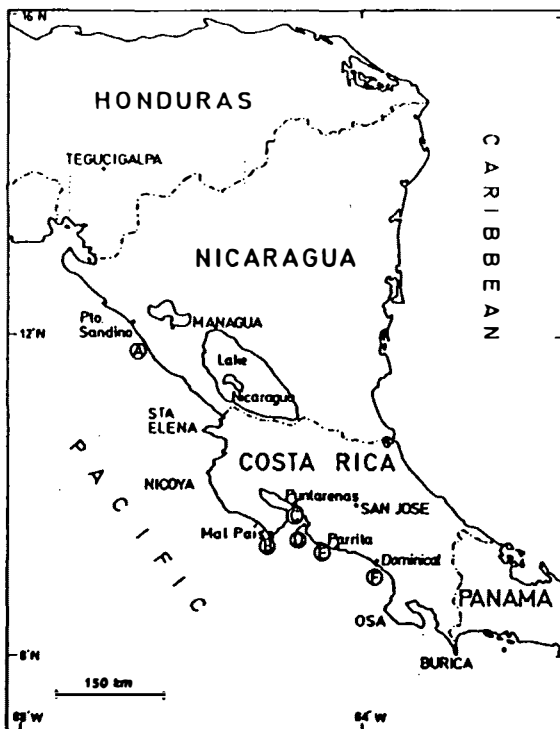 16 N
HONDURAS
TEGUCIGALPA
CARIBBEAN
NICARAGUA
Pto.
Sandino
MANAGUA
12°N
A
Lake
Nicaragua
STA
ELENA
COSTA RICA
PACIFIC
NICOYA
Puntarenas
SAN JOSE
C
Mal Pais
B
D
Parrita
E
Dominical
F
PANAMA
OSA
8°N
BURICA
150 km
84°W